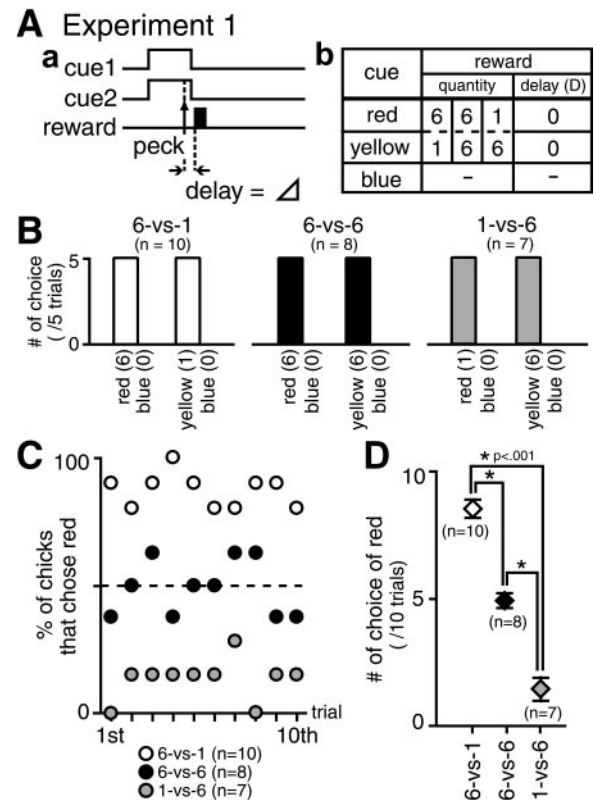 A Experiment 1
a
cue1
cue2
reward
peck
delay = ⊿
b
cue reward
quantity delay (D)
red 6 6 1 0
yellow 1 6 6 0
blue - -
B
6-vs-1 6-vs-6 1-vs-6
(n = 10) (n = 8) (n = 7)
# of choice
( /5 trials)
5
0
red (6)
blue (0)
yellow (1)
blue (0)
red (6)
blue (0)
yellow (6)
blue (0)
red (1)
blue (0)
yellow (6)
blue (0)
C
% of chicks
that chose red
100
0
trial
1st 10th
6-vs-1 (n=10)
6-vs-6 (n=8)
1-vs-6 (n=7)
D
# of choice of red
( /10 trials)
10
5
0
* p<.001
*
*
(n=10)
(n=8)
(n=7)
6-vs-1
6-vs-6
1-vs-6